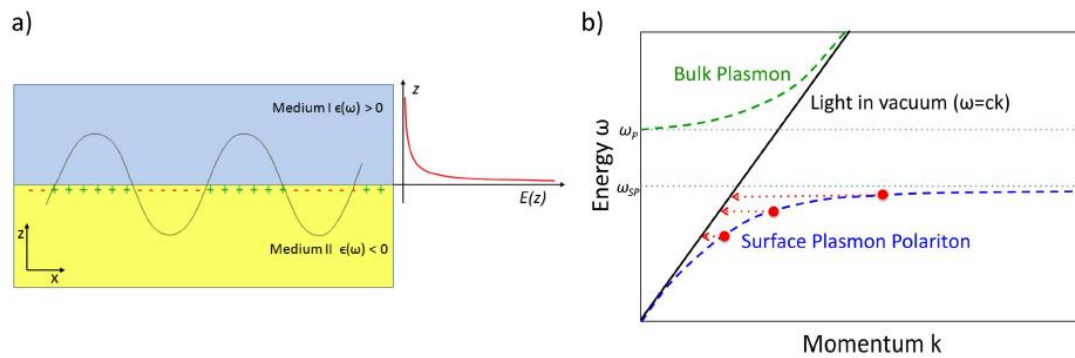 a)
Medium I ϵ(ω) > 0
z
+ + + + + + - - - - - - - + + + + + + - - - - - - + +
E(z)
Medium II ϵ(ω) < 0
z
x
b)
Bulk Plasmon
Light in vacuum (ω=ck)
ωP
Energy ω
ωSP
Surface Plasmon Polariton
Momentum k